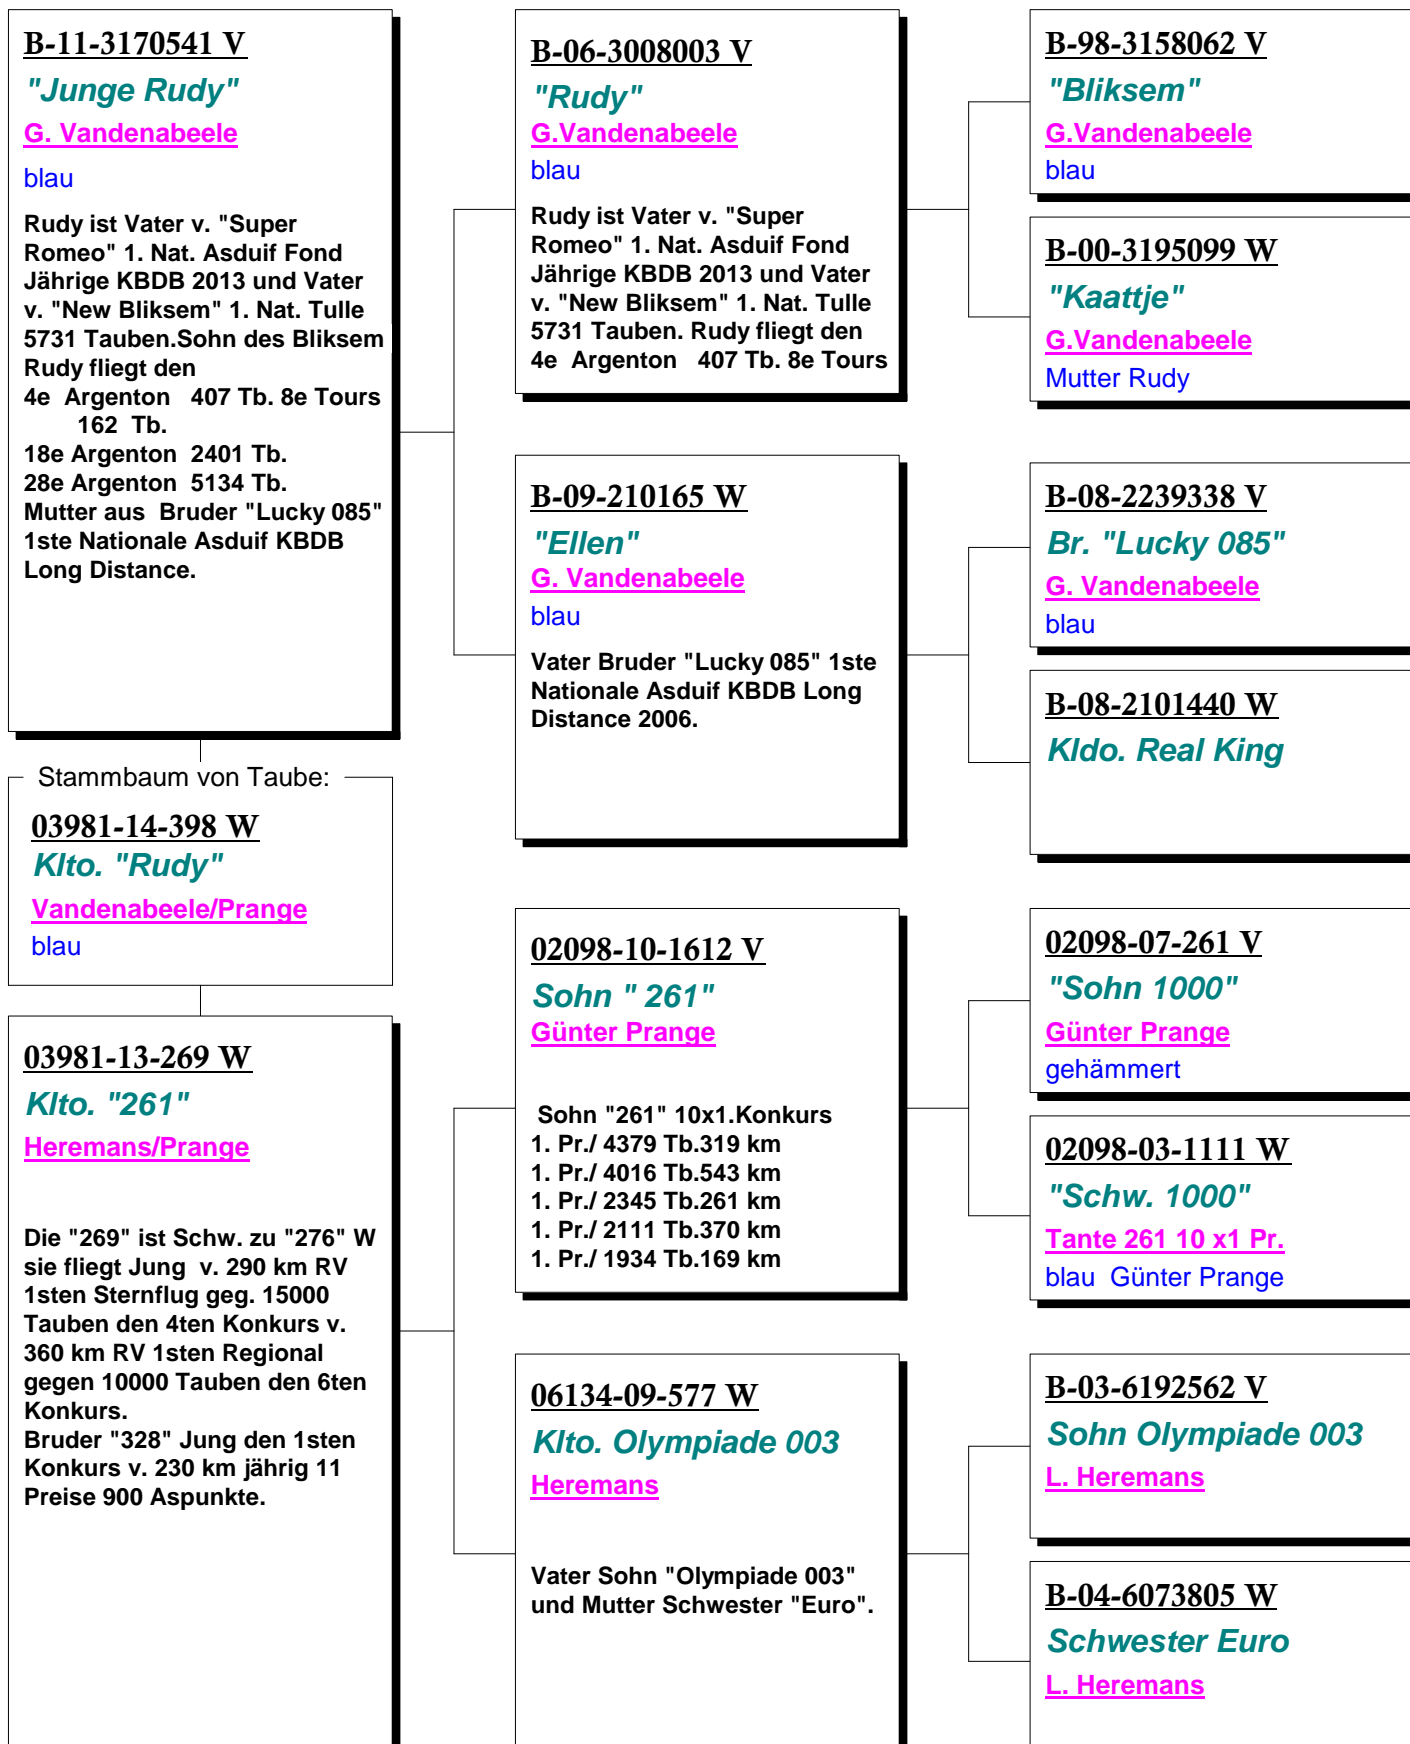 B-11-3170541 V
"Junge Rudy"
G. Vandenabeele
blau
Rudy ist Vater v. "Super
Romeo" 1. Nat. Asduif Fond
Jährige KBDB 2013 und Vater
v. "New Bliksem" 1. Nat. Tulle
5731 Tauben.Sohn des Bliksem
Rudy fliegt den
4e Argenton 407 Tb. 8e Tours
162 Tb.
18e Argenton 2401 Tb.
28e Argenton 5134 Tb.
Mutter aus Bruder "Lucky 085"
1ste Nationale Asduif KBDB
Long Distance.
Stammbaum von Taube:
03981-14-398 W
Klto. "Rudy"
Vandenabeele/Prange
blau
03981-13-269 W
Klto. "261"
Heremans/Prange
Die "269" ist Schw. zu "276" W
sie fliegt Jung v. 290 km RV
1sten Sternflug geg. 15000
Tauben den 4ten Konkurs v.
360 km RV 1sten Regional
gegen 10000 Tauben den 6ten
Konkurs.
Bruder "328" Jung den 1sten
Konkurs v. 230 km jährig 11
Preise 900 Aspunkte.
B-06-3008003 V
"Rudy"
G.Vandenabeele
blau
Rudy ist Vater v. "Super
Romeo" 1. Nat. Asduif Fond
Jährige KBDB 2013 und Vater
v. "New Bliksem" 1. Nat. Tulle
5731 Tauben. Rudy fliegt den
4e Argenton 407 Tb. 8e Tours
B-09-210165 W
"Ellen"
G. Vandenabeele
blau
Vater Bruder "Lucky 085" 1ste
Nationale Asduif KBDB Long
Distance 2006.
02098-10-1612 V
Sohn " 261"
Günter Prange
Sohn "261" 10x1.Konkurs
1. Pr./ 4379 Tb.319 km
1. Pr./ 4016 Tb.543 km
1. Pr./ 2345 Tb.261 km
1. Pr./ 2111 Tb.370 km
1. Pr./ 1934 Tb.169 km
06134-09-577 W
Klto. Olympiade 003
Heremans
Vater Sohn "Olympiade 003"
und Mutter Schwester "Euro".
B-98-3158062 V
"Bliksem"
G.Vandenabeele
blau
B-00-3195099 W
"Kaattje"
G.Vandenabeele
Mutter Rudy
B-08-2239338 V
Br. "Lucky 085"
G. Vandenabeele
blau
B-08-2101440 W
Kldo. Real King
02098-07-261 V
"Sohn 1000"
Günter Prange
gehämmert
02098-03-1111 W
"Schw. 1000"
Tante 261 10 x1 Pr.
blau Günter Prange
B-03-6192562 V
Sohn Olympiade 003
L. Heremans
B-04-6073805 W
Schwester Euro
L. Heremans